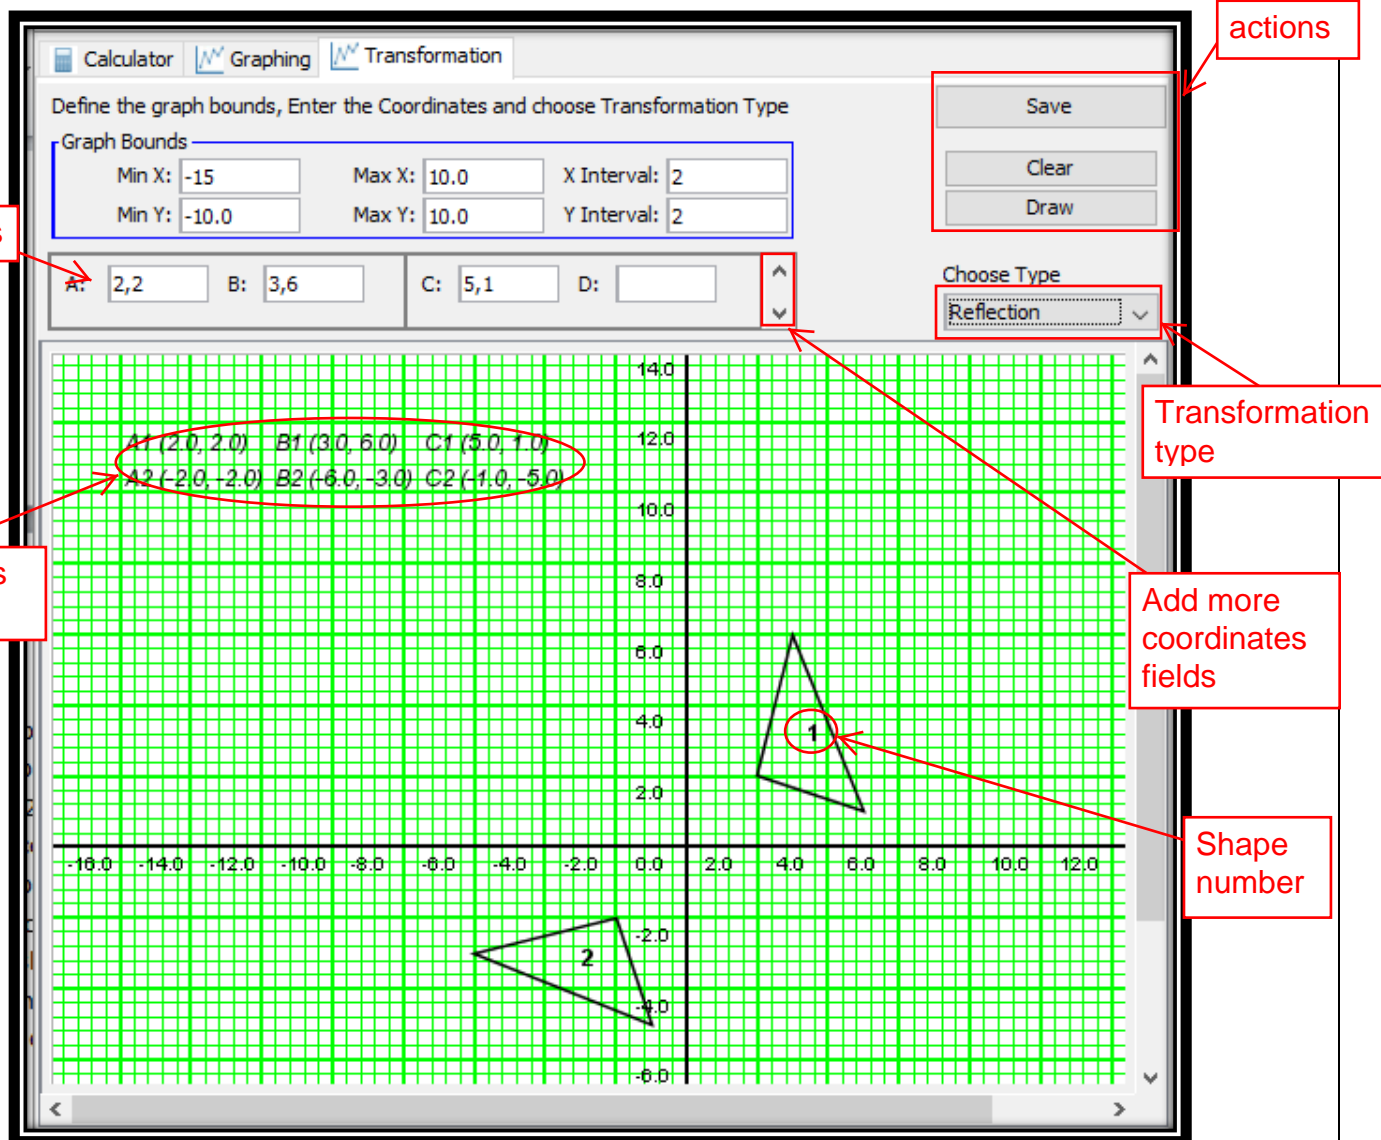 actions
Calculator Graphing Transformation
Define the graph bounds, Enter the Coordinates and choose Transformation Type
Save
Graph Bounds
Min X: -15 Max X: 10.0 X Interval: 2
Clear
Min Y: -10.0 Max Y: 10.0 Y Interval: 2
Draw
A: 2,2 B: 3,6 C: 5,1 D:
Choose Type
Reflection
14.0
Transformation
type
A1 (2.0, 2.0) B1 (3.0, 6.0) C1 (5.0, 1.0)
12.0
A2 (-2.0, -2.0) B2 (-6.0, -3.0) C2 (-1.0, -5.0)
10.0
8.0
Add more
coordinates
fields
6.0
4.0
1
2.0
Shape
number
-16.0 -14.0 -12.0 -10.0 -8.0 -6.0 -4.0 -2.0 0.0 2.0 4.0 6.0 8.0 10.0 12.0
-2.0
2
-4.0
-6.0